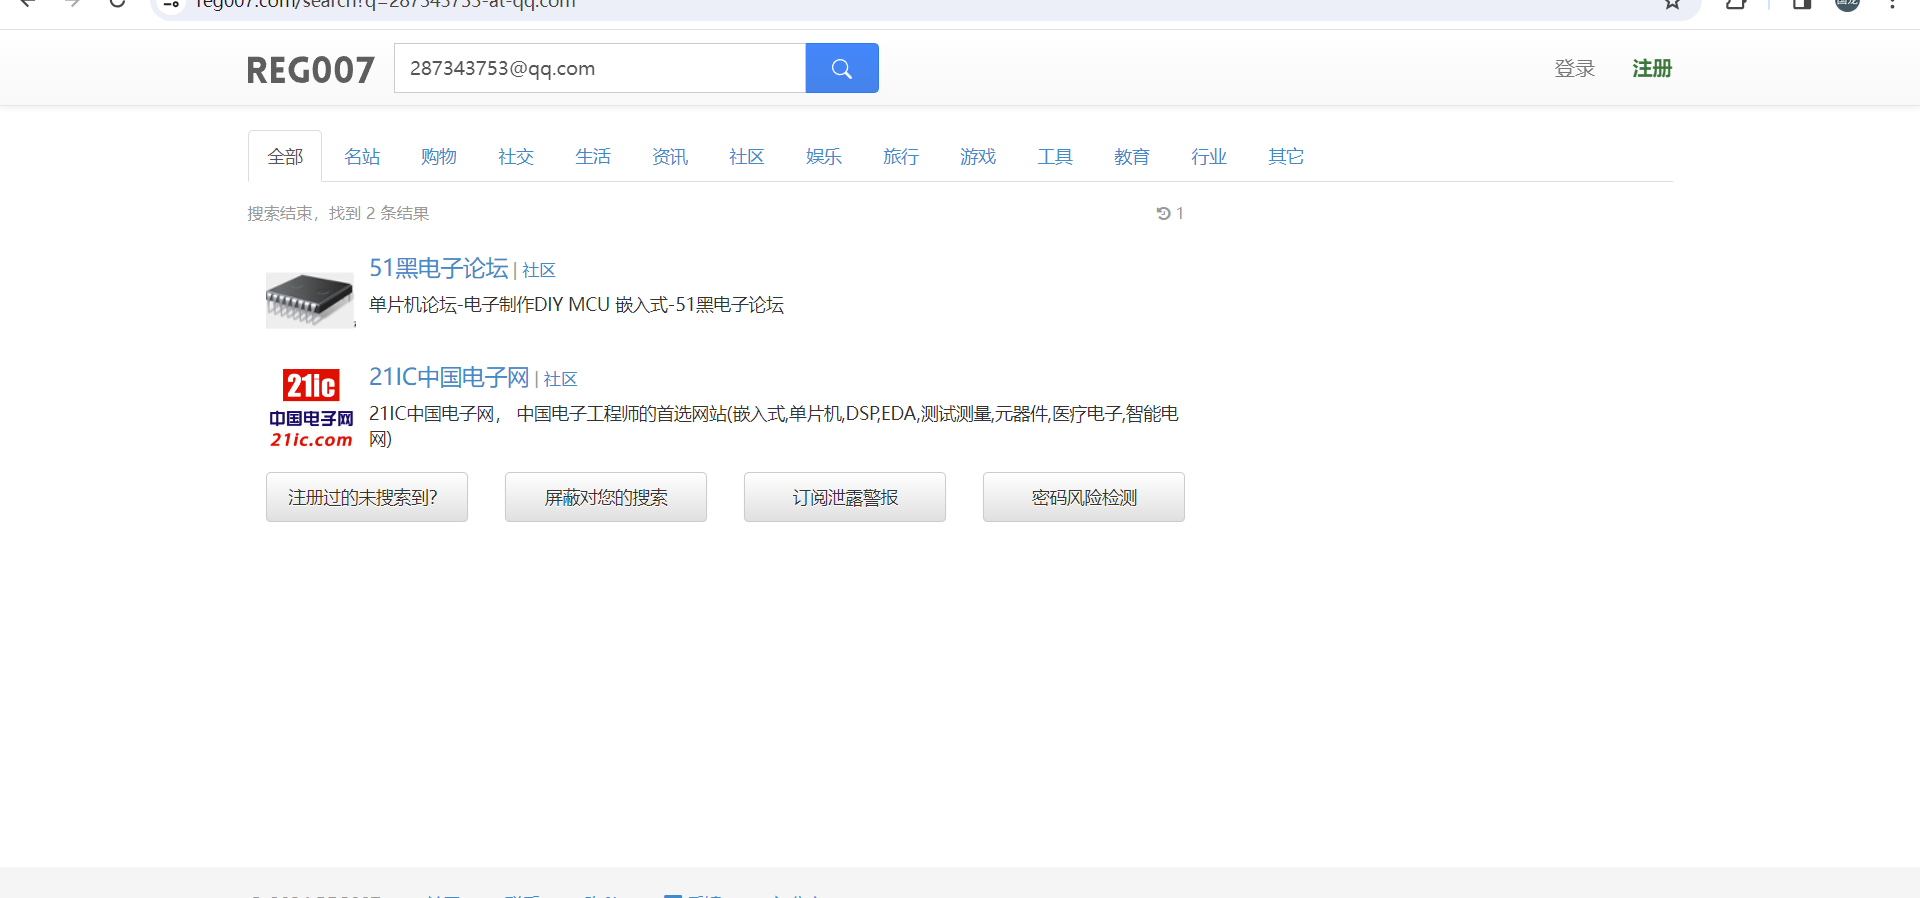 reg007.com/search?q=287343753-at-qq.com
REG007
287343753@qq.com
登录
注册
全部 名站 购物 社交 生活 资讯 社区 娱乐 旅行 游戏 工具 教育 行业 其它
搜索结束，找到 2 条结果
1
51黑电子论坛 | 社区
单片机论坛-电子制作DIY MCU 嵌入式-51黑电子论坛
21ic
中国电子网
21ic.com
21IC中国电子网 | 社区
21IC中国电子网， 中国电子工程师的首选网站(嵌入式,单片机,DSP,EDA,测试测量,元器件,医疗电子,智能电
网)
注册过的未搜索到?
屏蔽对您的搜索
订阅泄露警报
密码风险检测